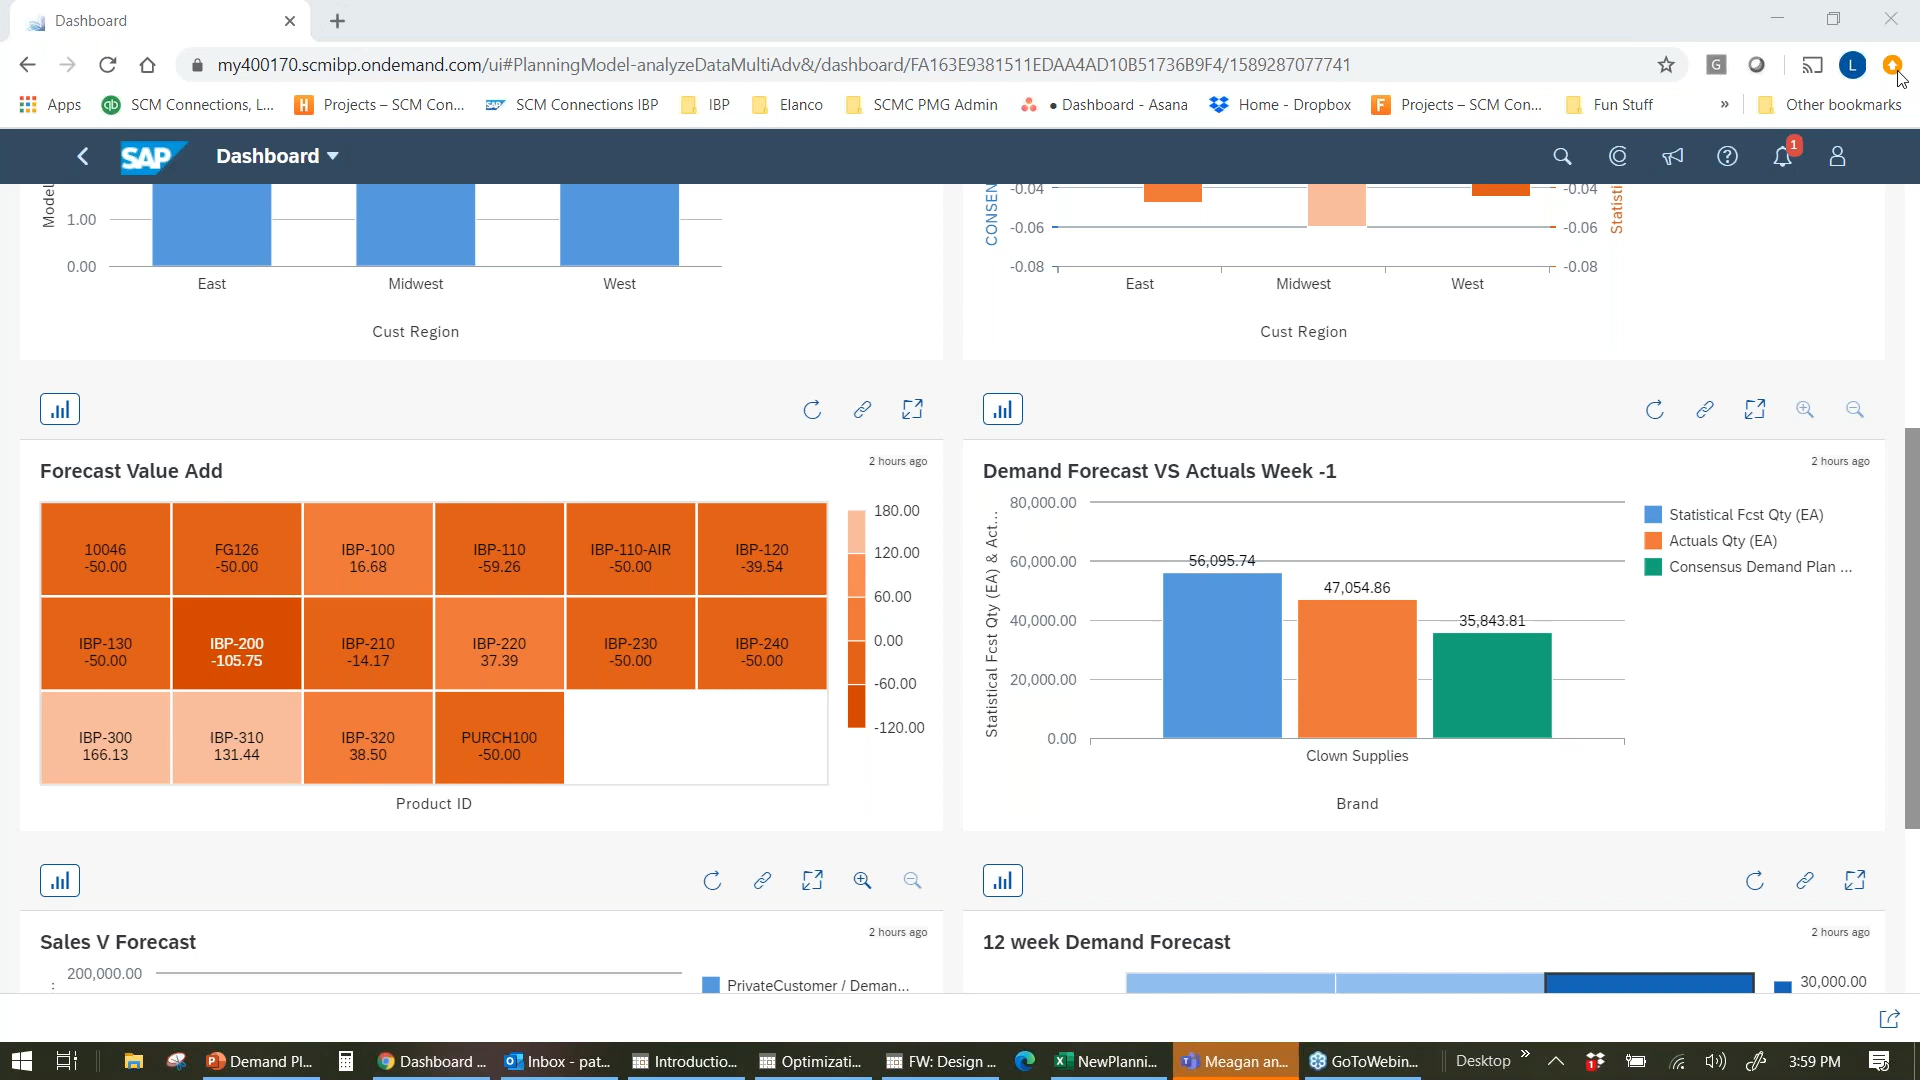 Dashboard
my400170.scmibp.ondemand.com/ui#PlanningModel-analyzeDataMultiAdv&/dashboard/FA163E9381511EDAA4AD10B51736B9F4/1589287077741
G
L
Apps
qb SCM Connections, L...
H Projects – SCM Con...
SAP SCM Connections IBP
IBP
Elanco
SCMC PMG Admin
● Dashboard - Asana
Home - Dropbox
F Projects – SCM Con...
Fun Stuff
»
Other bookmarks
SAP Dashboard
1
Model
1.00
0.00
East Midwest West
Cust Region
CONSEN
-0.04
-0.06
-0.08
East Midwest West
Cust Region
-0.04
-0.06
-0.08
Statisti
Forecast Value Add
2 hours ago
10046 FG126 IBP-100 IBP-110 IBP-110-AIR IBP-120
-50.00 -50.00 16.68 -59.26 -50.00 -39.54
IBP-130 IBP-200 IBP-210 IBP-220 IBP-230 IBP-240
-50.00 -105.75 -14.17 37.39 -50.00 -50.00
IBP-300 IBP-310 IBP-320 PURCH100
166.13 131.44 38.50 -50.00
Product ID
180.00
120.00
60.00
0.00
-60.00
-120.00
Demand Forecast VS Actuals Week -1
2 hours ago
Statistical Fcst Qty (EA) & Act...
80,000.00
60,000.00
40,000.00
20,000.00
0.00
56,095.74
47,054.86
35,843.81
Clown Supplies
Brand
Statistical Fcst Qty (EA)
Actuals Qty (EA)
Consensus Demand Plan ...
Sales V Forecast
2 hours ago
200,000.00
PrivateCustomer / Deman...
12 week Demand Forecast
2 hours ago
30,000.00
Demand Pl...
Dashboard ...
Inbox - pat...
Introductio...
Optimizati...
FW: Design ...
NewPlanni...
Meagan an...
GoToWebin...
Desktop »
1
3:59 PM